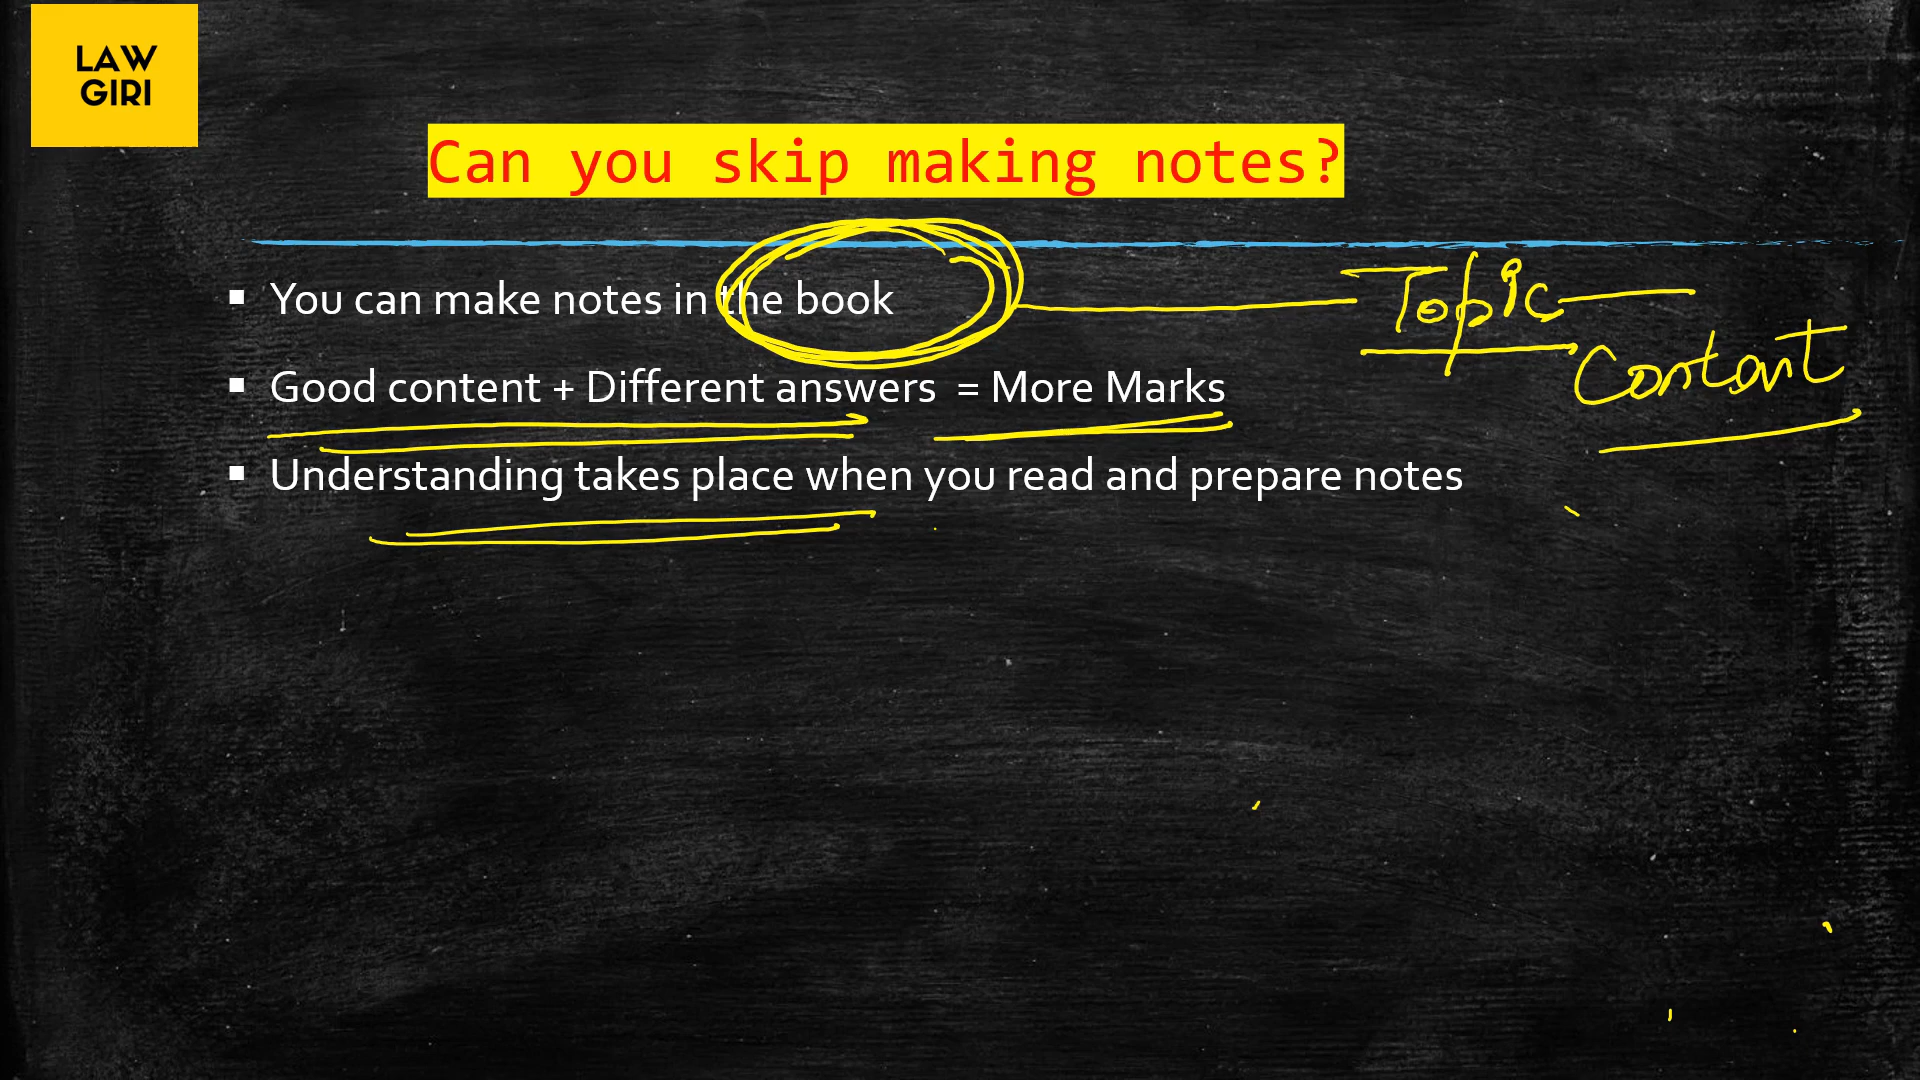 LAW
GIRI
Can you skip making notes?
You can make notes in the book
Topic
Content
Good content + Different answers = More Marks
Understanding takes place when you read and prepare notes